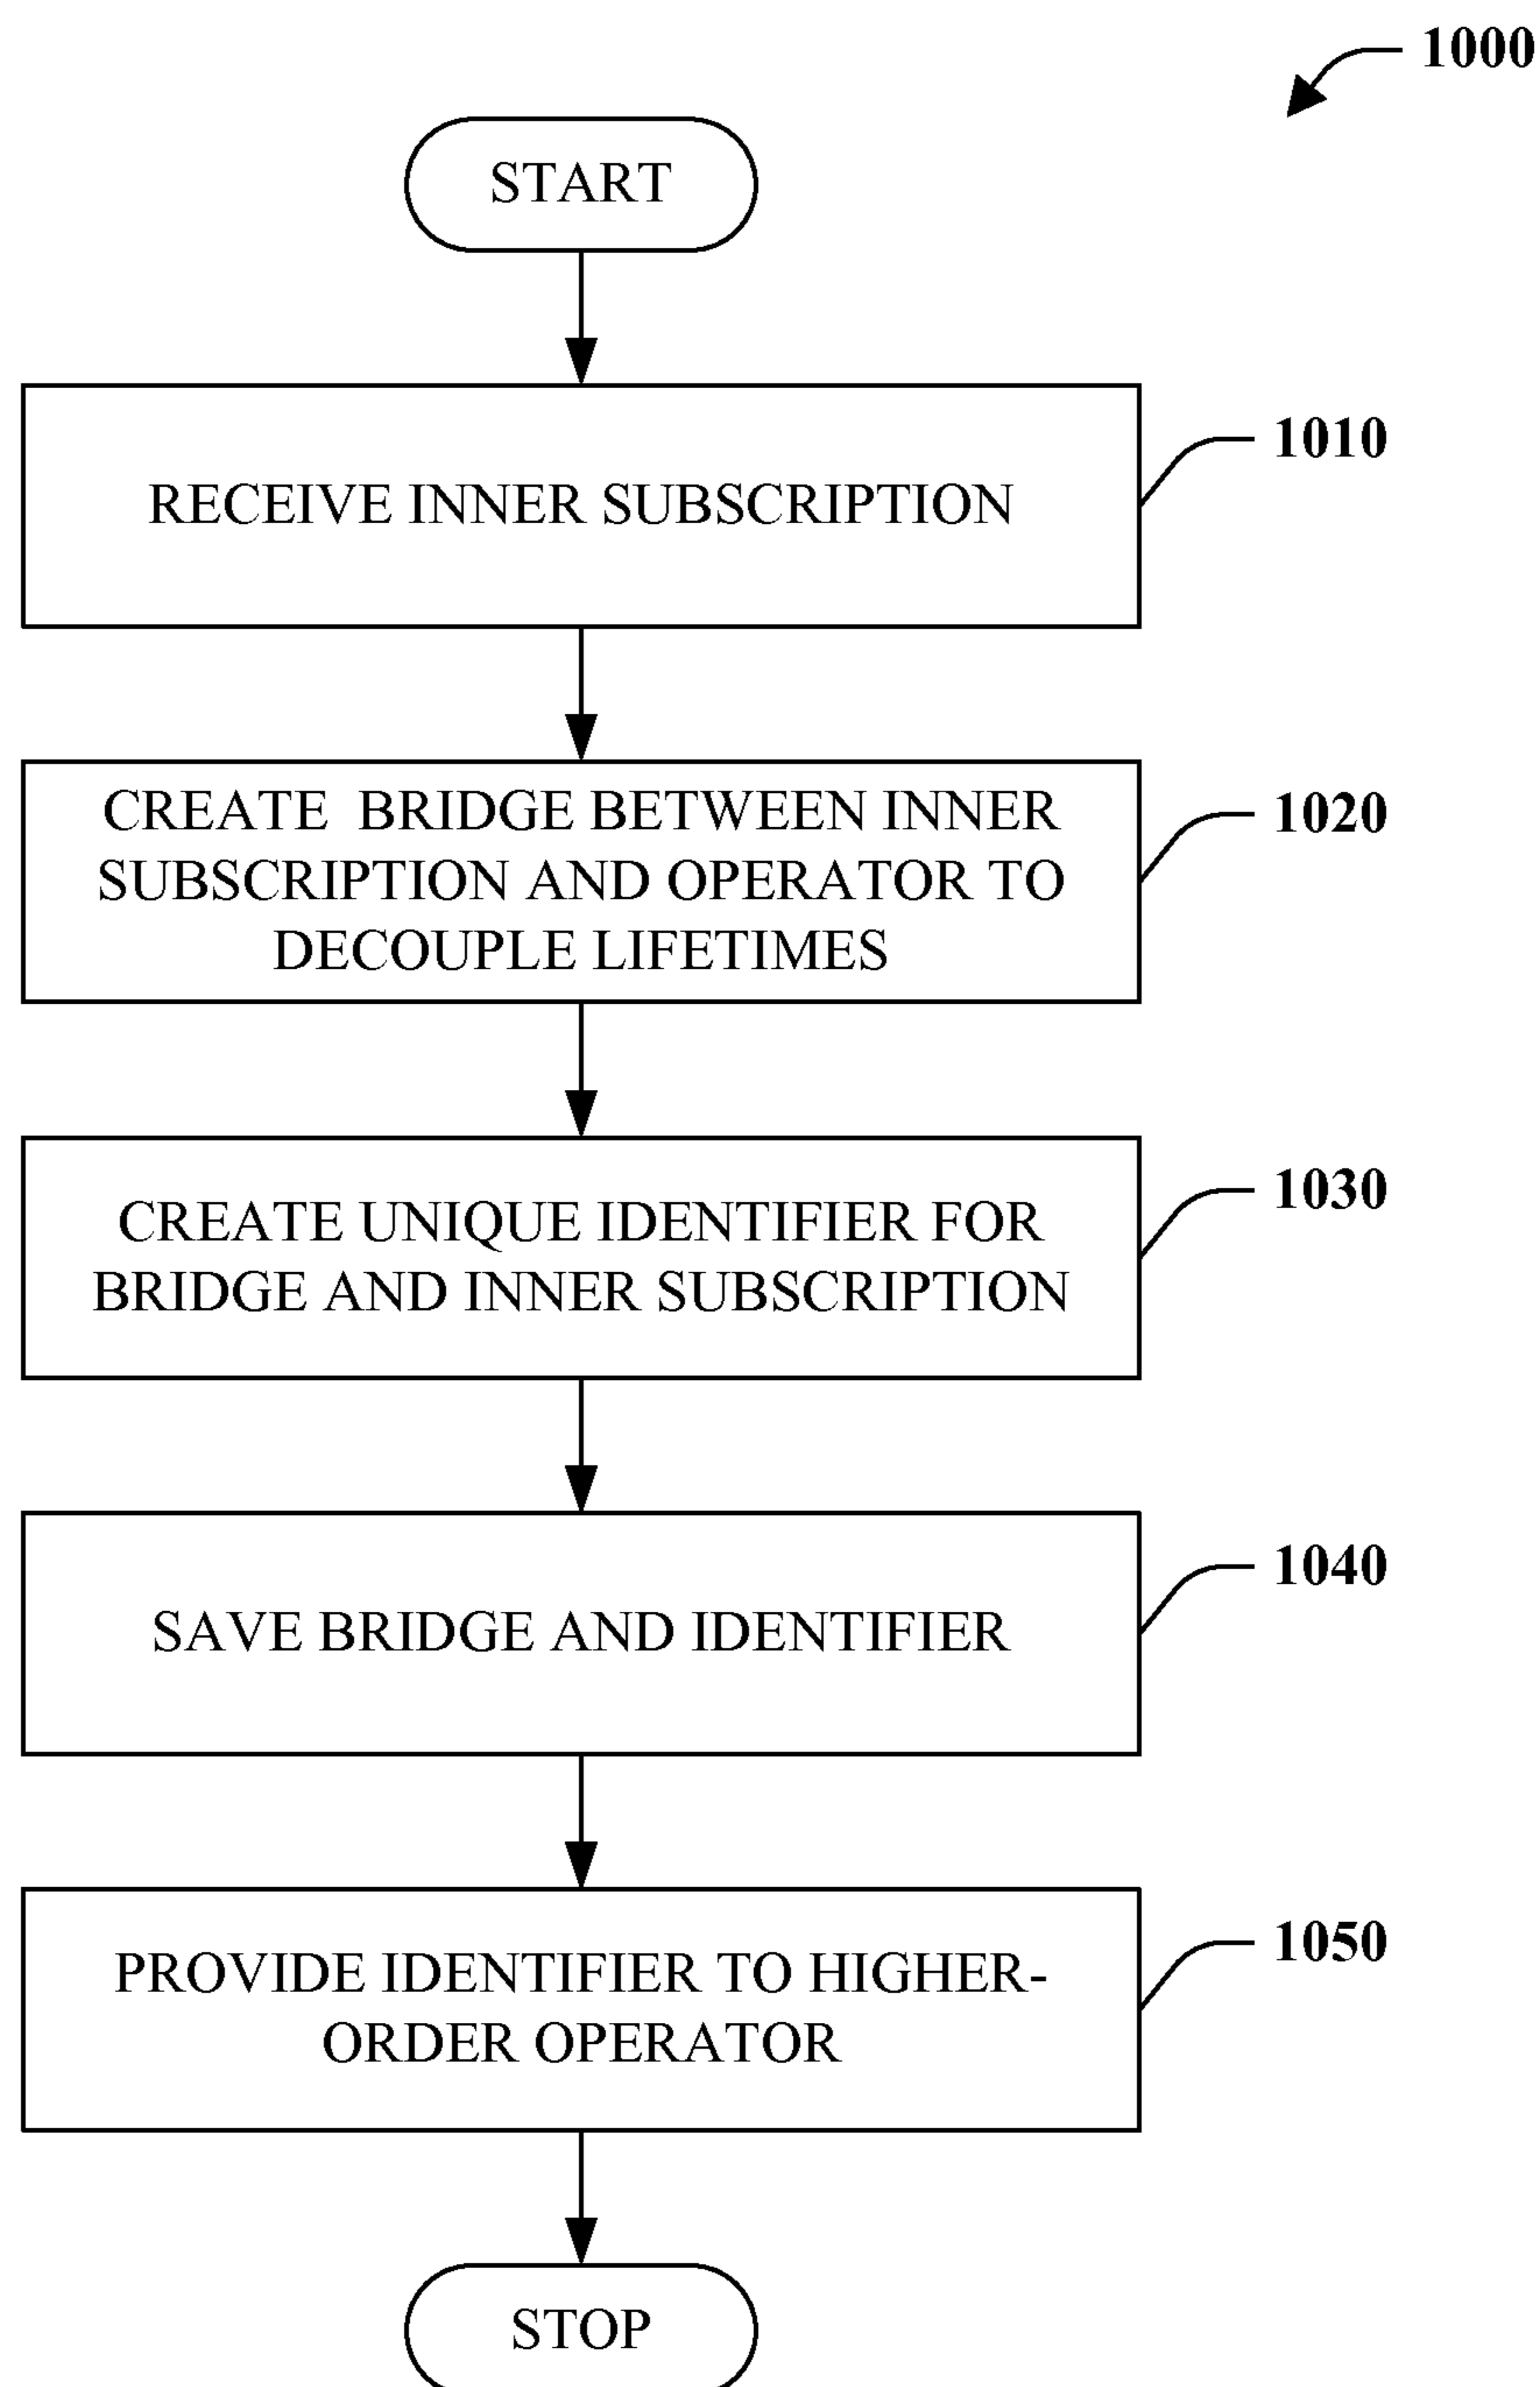 1000
START
RECEIVE INNER SUBSCRIPTION
1010
CREATE BRIDGE BETWEEN INNER
SUBSCRIPTION AND OPERATOR TO
DECOUPLE LIFETIMES
1020
CREATE UNIQUE IDENTIFIER FOR
BRIDGE AND INNER SUBSCRIPTION
1030
SAVE BRIDGE AND IDENTIFIER
1040
PROVIDE IDENTIFIER TO HIGHER-
ORDER OPERATOR
1050
STOP